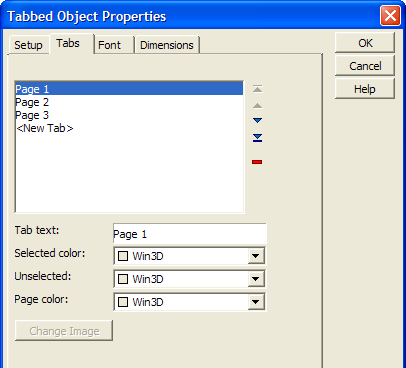 Tabbed Object Properties
Setup Tabs Font Dimensions
OK
Cancel
Help
Page 1
Page 2
Page 3
<New Tab>
Tab text: Page 1
Selected color: Win3D
Unselected: Win3D
Page color: Win3D
Change Image